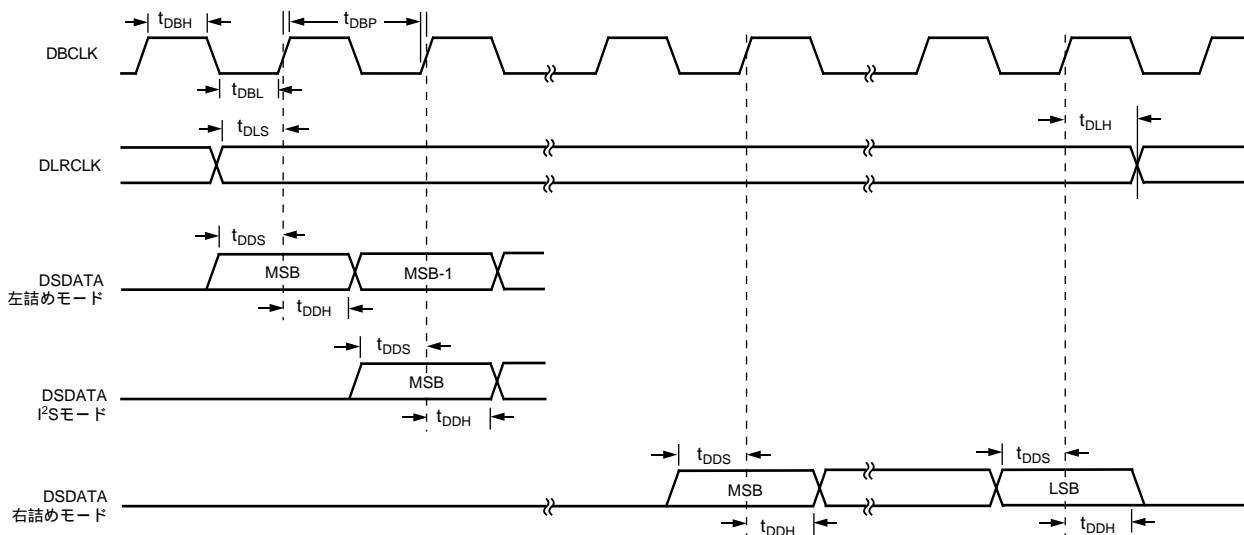 tDBH
tDBP
DBCLK
tDBL
tDLS
tDLH
DLRCLK
tDDS
MSB
MSB-1
DSDATA
左詰めモード
tDDH
tDDS
MSB
DSDATA
I²Sモード
tDDH
tDDS
tDDS
MSB
LSB
DSDATA
右詰めモード
tDDH
tDDH